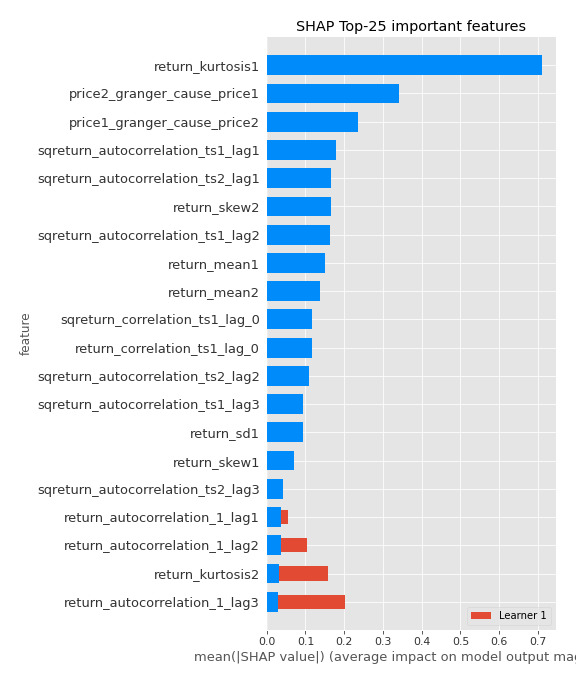 SHAP Top-25 important features
return_kurtosis1
price2_granger_cause_price1
price1_granger_cause_price2
sqreturn_autocorrelation_ts1_lag1
sqreturn_autocorrelation_ts2_lag1
return_skew2
sqreturn_autocorrelation_ts1_lag2
return_mean1
return_mean2
sqreturn_correlation_ts1_lag_0
return_correlation_ts1_lag_0
sqreturn_autocorrelation_ts2_lag2
sqreturn_autocorrelation_ts1_lag3
return_sd1
return_skew1
sqreturn_autocorrelation_ts2_lag3
return_autocorrelation_1_lag1
return_autocorrelation_1_lag2
return_kurtosis2
return_autocorrelation_1_lag3
feature
Learner 1
0.0 0.1 0.2 0.3 0.4 0.5 0.6 0.7
mean(|SHAP value|) (average impact on model output